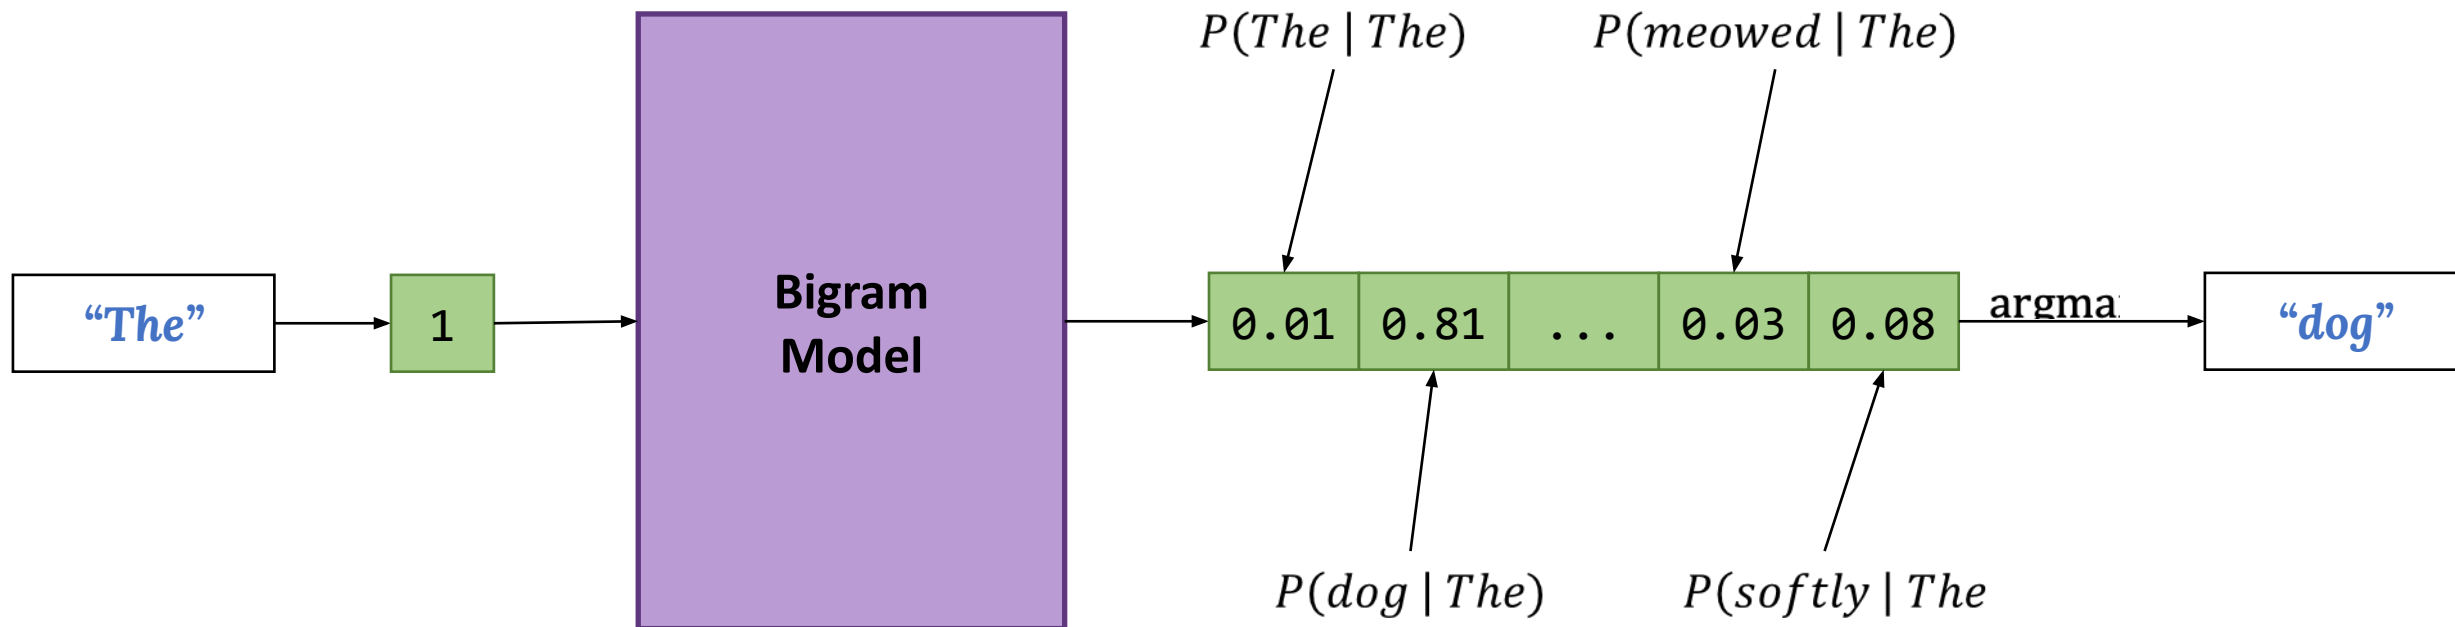 P(The | The)
P(meowed | The)
“The”
1
Bigram
Model
0.01 0.81 ... 0.03 0.08
argma
“dog”
P(dog | The)
P(softly | The